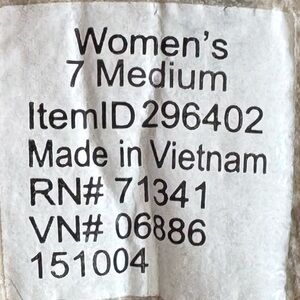 Women's
7 Medium
ItemID 296402
Made in Vietnam
RN# 71341
VN# 06886
151004